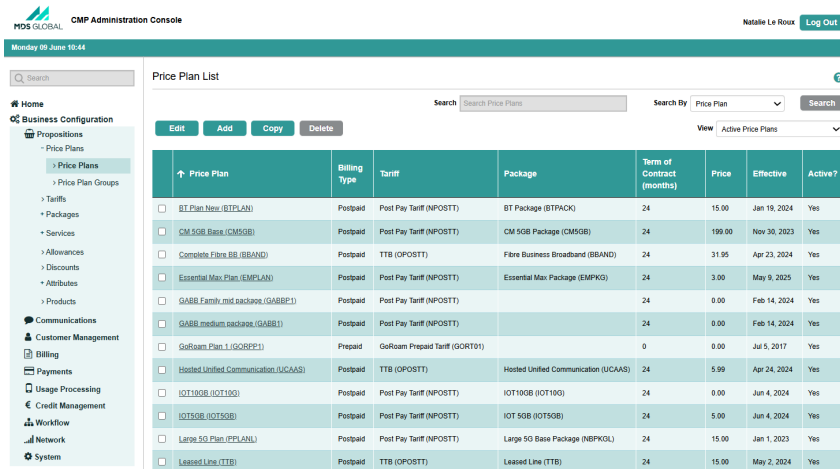 MDS GLOBAL
CMP Administration Console
Natalie Le Roux
Log Out
Monday 09 June 10:44
Search
Home
Business Configuration
Propositions
- Price Plans
> Price Plans
> Price Plan Groups
> Tariffs
+ Packages
+ Services
> Allowances
> Discounts
+ Attributes
> Products
Communications
Customer Management
Billing
Payments
Usage Processing
Credit Management
Workflow
Network
System
Price Plan List
?
Search Search Price Plans Search By Price Plan Search
Edit Add Copy Delete
View Active Price Plans
Price Plan Billing Type Tariff Package Term of Contract (months) Price Effective Active?
BT Plan New (BTPLAN) Postpaid Post Pay Tariff (NPOSTT) BT Package (BTPACK) 24 15.00 Jan 19, 2024 Yes
CM 5GB Base (CM5GB) Postpaid Post Pay Tariff (NPOSTT) CM 5GB Package (CM5GB) 24 199.00 Nov 30, 2023 Yes
Complete Fibre BB (BBAND) Postpaid TTB (OPOSTT) Fibre Business Broadband (BBAND) 24 31.95 Apr 23, 2024 Yes
Essential Max Plan (EMPLAN) Postpaid Post Pay Tariff (NPOSTT) Essential Max Package (EMPKG) 24 3.00 May 9, 2025 Yes
GABB Family mid package (GABBP1) Postpaid Post Pay Tariff (NPOSTT) 24 0.00 Feb 14, 2024 Yes
GABB medium package (GABB1) Postpaid Post Pay Tariff (NPOSTT) 24 0.00 Feb 14, 2024 Yes
GoRoam Plan 1 (GORPP1) Prepaid GoRoam Prepaid Tariff (GORT01) 0 0.00 Jul 5, 2017 Yes
Hosted Unified Communication (UCAAS) Postpaid TTB (OPOSTT) Hosted Unified Communication (UCAAS) 24 5.99 Apr 24, 2024 Yes
IOT10GB (IOT10G) Postpaid Post Pay Tariff (NPOSTT) IOT10GB (IOT10G) 24 0.00 Jun 4, 2024 Yes
IOT5GB (IOT5GB) Postpaid Post Pay Tariff (NPOSTT) IOT 5GB (IOT5GB) 24 5.00 Jun 4, 2024 Yes
Large 5G Plan (PPLANL) Postpaid Post Pay Tariff (NPOSTT) Large 5G Base Package (NBPKGL) 24 15.00 Jan 1, 2023 Yes
Leased Line (TTB) Postpaid TTB (OPOSTT) Leased Line (TTB) 24 15.00 May 2, 2024 Yes